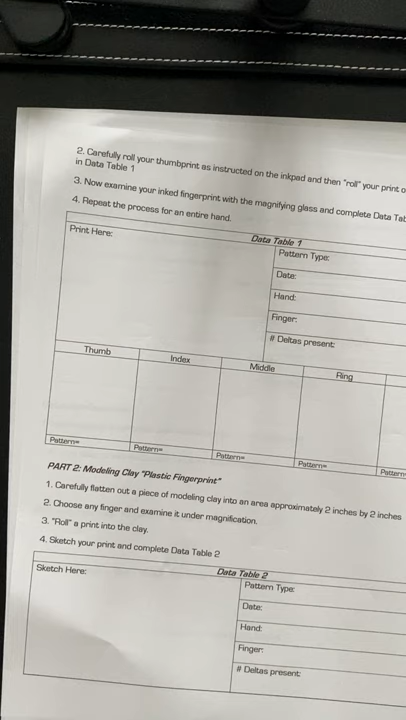 2. Carefully roll your thumbprint as instructed on the inkpad and then "roll" your print
in Data Table 1
3. Now examine your inked fingerprint with the magnifying glass and complete Data
4. Repeat the process for an entire hand.
Data Table 1
Print Here:
Pattern Type:
Date:
Hand:
Finger:
# Deltas present:
Thumb Index Middle Ring
Pattern= Pattern= Pattern= Pattern= Pattern=
PART 2: Modeling Clay "Plastic Fingerprint"
1. Carefully flatten out a piece of modeling clay into an area approximately 2 inches by 2 inches
2. Choose any finger and examine it under magnification.
3. "Roll" a print into the clay.
4. Sketch your print and complete Data Table 2
Data Table 2
Sketch Here:
Pattern Type:
Date:
Hand:
Finger:
# Deltas present: